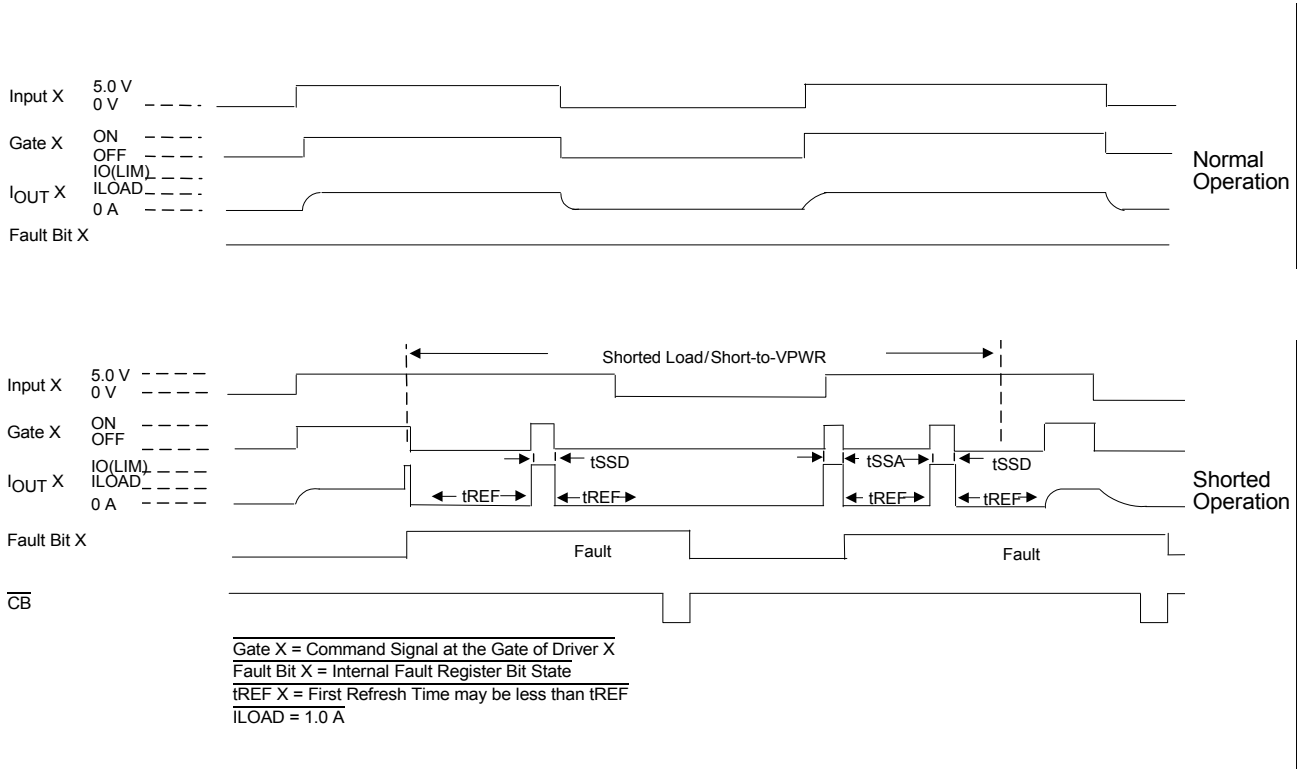 Input X
5.0 V
0 V
Gate X
ON
OFF
IOUT X
IO(LIM)
ILOAD
0 A
Fault Bit X
Normal
Operation
Shorted Load/Short-to-VPWR
Input X
5.0 V
0 V
Gate X
ON
OFF
tSSD
tSSA
tSSD
IOUT X
IO(LIM)
ILOAD
0 A
tREF
tREF
tREF
tREF
Shorted
Operation
Fault Bit X
Fault
Fault
CB
Gate X = Command Signal at the Gate of Driver X
Fault Bit X = Internal Fault Register Bit State
tREF X = First Refresh Time may be less than tREF
ILOAD = 1.0 A